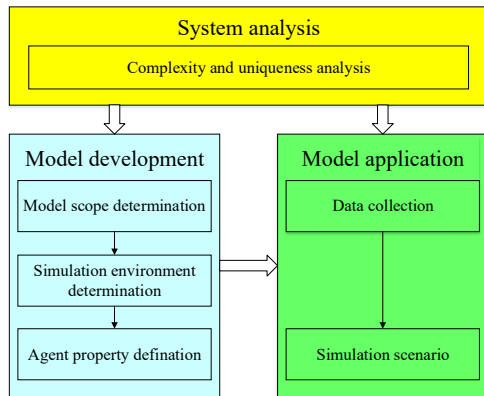 System analysis
Complexity and uniqueness analysis
Model development
Model scope determination
Simulation environment
determination
Agent property defination
Model application
Data collection
Simulation scenario